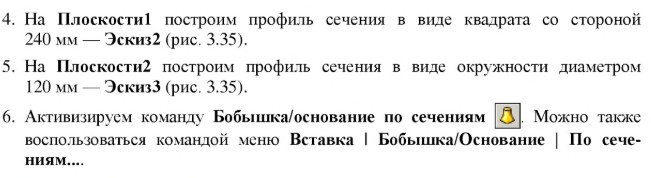 4. На Плоскости1 построим профиль сечения в виде квадрата со стороной
240 мм — Эскиз2 (рис. 3.35).
5. На Плоскости2 построим профиль сечения в виде окружности диаметром
120 мм — Эскиз3 (рис. 3.35).
6. Активизируем команду Бобышка/основание по сечениям . Можно также
воспользоваться командой меню Вставка | Бобышка/Основание | По сече-
ниям....